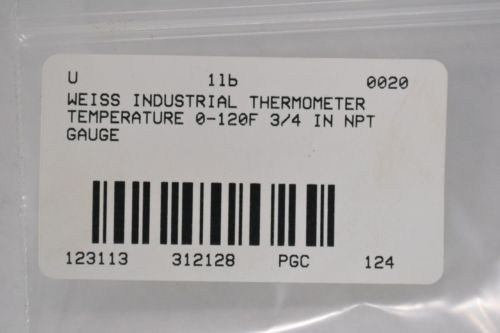 U 11b 0020
WEISS INDUSTRIAL THERMOMETER
TEMPERATURE 0-120F 3/4 IN NPT
GAUGE
123113 312128 PGC 124